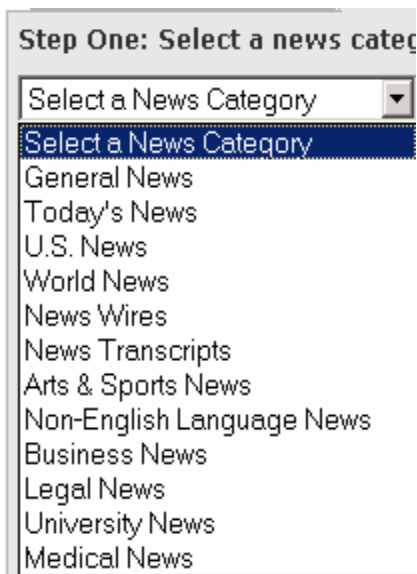 Step One: Select a news categ
Select a News Category
Select a News Category
General News
Today's News
U.S. News
World News
News Wires
News Transcripts
Arts & Sports News
Non-English Language News
Business News
Legal News
University News
Medical News